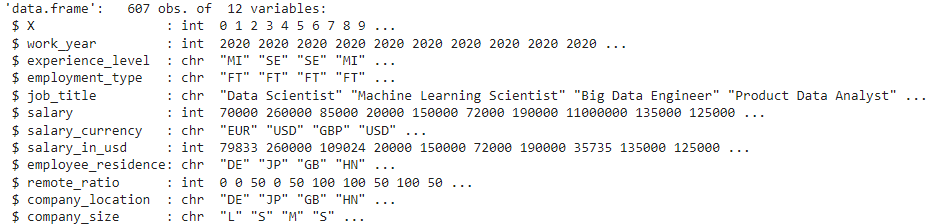 'data.frame':   607 obs. of  12 variables:
 $ X                 : int  0 1 2 3 4 5 6 7 8 9 ...
 $ work_year         : int  2020 2020 2020 2020 2020 2020 2020 2020 2020 2020 ...
 $ experience_level  : chr  "MI" "SE" "SE" "MI" ...
 $ employment_type   : chr  "FT" "FT" "FT" "FT" ...
 $ job_title         : chr  "Data Scientist" "Machine Learning Scientist" "Big Data Engineer" "Product Data Analyst" ...
 $ salary            : int  70000 260000 85000 20000 150000 72000 190000 11000000 135000 125000 ...
 $ salary_currency   : chr  "EUR" "USD" "GBP" "USD" ...
 $ salary_in_usd     : int  79833 260000 109024 20000 150000 72000 190000 35735 135000 125000 ...
 $ employee_residence: chr  "DE" "JP" "GB" "HN" ...
 $ remote_ratio      : int  0 0 50 0 50 100 100 50 100 50 ...
 $ company_location  : chr  "DE" "JP" "GB" "HN" ...
 $ company_size      : chr  "L" "S" "M" "S" ...